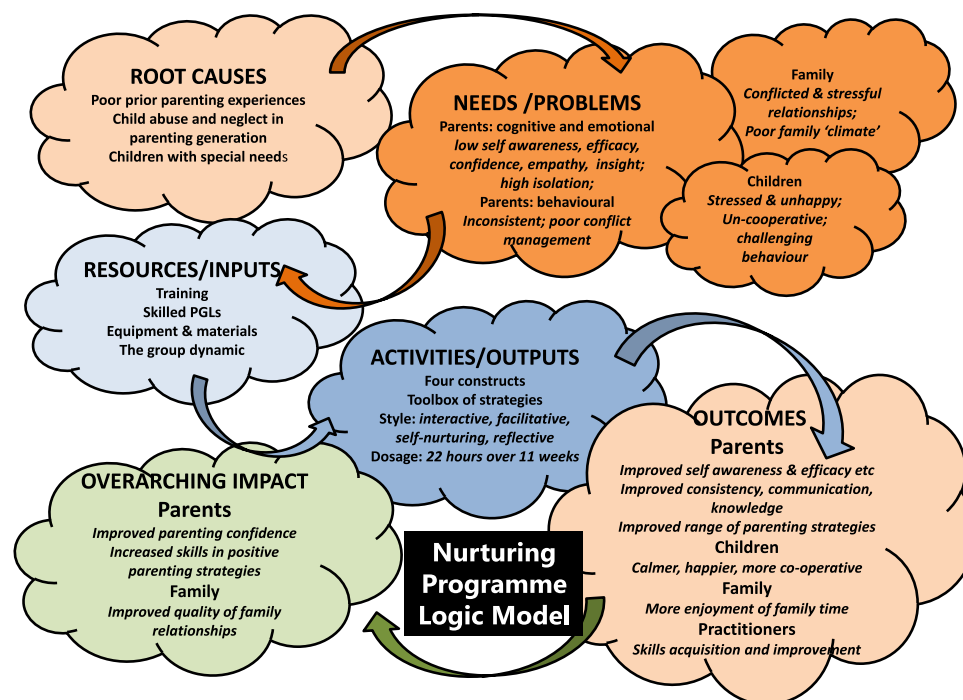 ROOT CAUSES
Poor prior parenting experiences
Child abuse and neglect in
parenting generation
Children with special needs
NEEDS /PROBLEMS
Parents: cognitive and emotional
low self awareness, efficacy,
confidence, empathy, insight;
high isolation;
Parents: behavioural
Inconsistent; poor conflict
management
Family
Conflicted & stressful
relationships;
Poor family ‘climate’
Children
Stressed & unhappy;
Un-cooperative;
challenging
behaviour
RESOURCES/INPUTS
Training
Skilled PGLs
Equipment & materials
The group dynamic
ACTIVITIES/OUTPUTS
Four constructs
Toolbox of strategies
Style: interactive, facilitative,
self-nurturing, reflective
Dosage: 22 hours over 11 weeks
OUTCOMES
Parents
Improved self awareness & efficacy etc
Improved consistency, communication,
knowledge
Improved range of parenting strategies
Children
Calmer, happier, more co-operative
Family
More enjoyment of family time
Practitioners
Skills acquisition and improvement
OVERARCHING IMPACT
Parents
Improved parenting confidence
Increased skills in positive
parenting strategies
Family
Improved quality of family
relationships
Nurturing
Programme
Logic Model